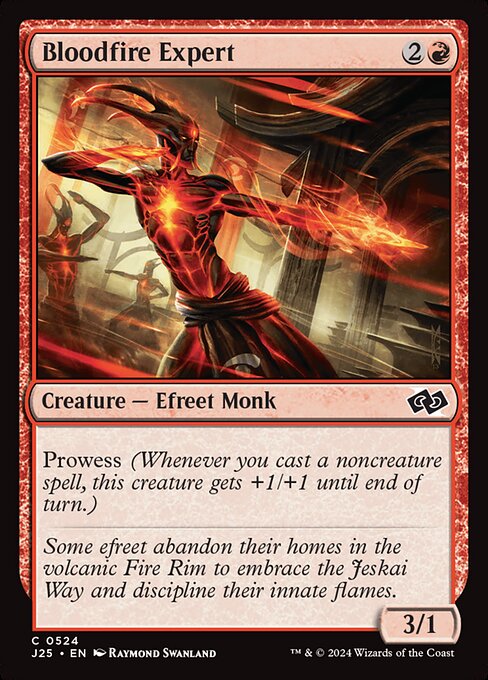 Bloodfire Expert 2
Creature — Efreet Monk
Prowess (Whenever you cast a noncreature
spell, this creature gets +1/+1 until end of
turn.)
Some efreet abandon their homes in the
volcanic Fire Rim to embrace the Jeskai
Way and discipline their innate flames.
3/1
C 0524
J25 • EN RAYMOND SWANLAND
™ & © 2024 Wizards of the Coast